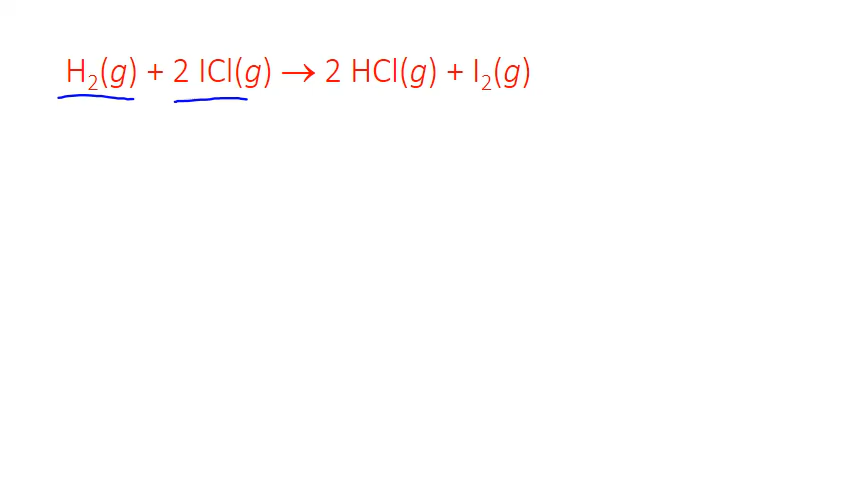 H₂(g) + 2 ICl(g) → 2 HCl(g) + I₂(g)